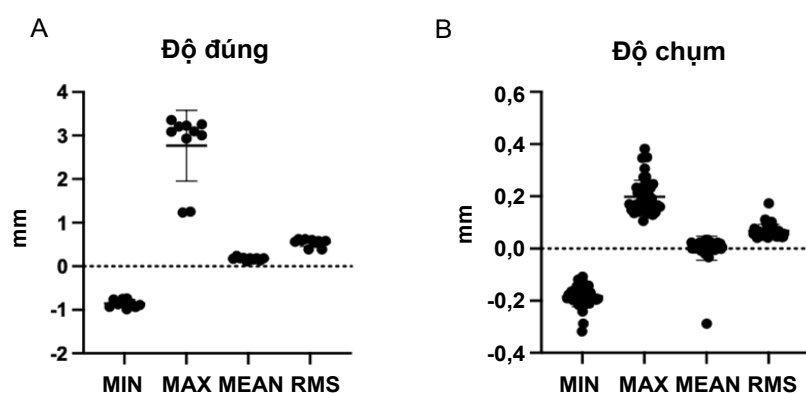 A
Độ đúng
4
3
2
1
0
-1
-2
mm
MIN MAX MEAN RMS
B
Độ chụm
0,6
0,4
0,2
0,0
-0,2
-0,4
mm
MIN MAX MEAN RMS